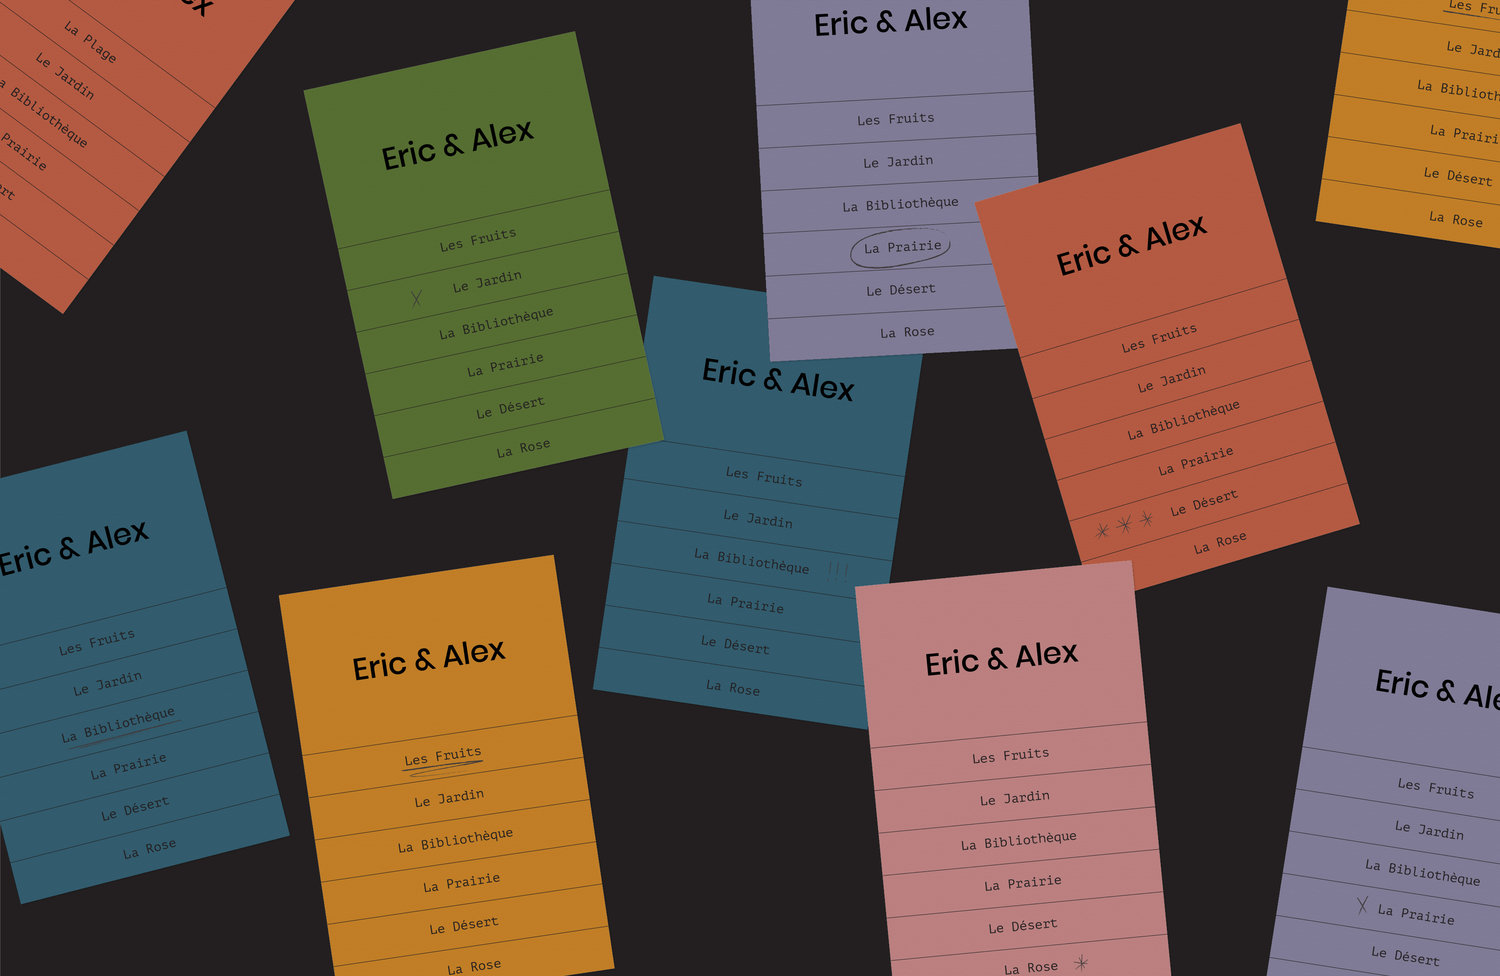 La Plage
Le Jardin
Bibliothèque
Prairie
Eric & Alex
Les Fruits
Le Jardin
La Bibliothèque
La Prairie
Le Désert
La Rose
Eric & Alex
Les Fruits
Le Jardin
La Bibliothèque
La Prairie
Le Désert
La Rose
Les
Le
La
La
Le Désert
La Rose
Eric & Alex
Les Fruits
Le Jardin
La Bibliothèque
La Prairie
Le Désert
La Rose
Eric & Alex
Les Fruits
Le Jardin
La Bibliothèque !!!
La Prairie
Le Désert
La Rose
Eric & Alex
Les Fruits
Le Jardin
La Bibliothèque
La Prairie
Le Désert
La Rose
Eric & Alex
Les Fruits
Le Jardin
La Bibliothèque
La Prairie
Le Désert
La Rose
Eric & Alex
Les Fruits
Le Jardin
La Bibliothèque
La Prairie
Le Désert
La Rose
Eric &
Les Fruits
Le Jardin
La Bibliothèque
La Prairie
Le Désert